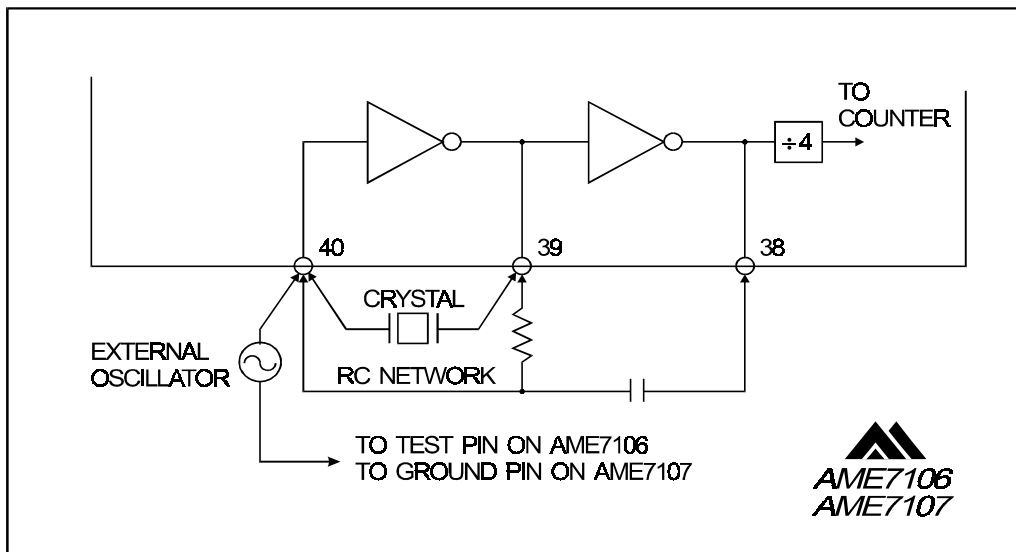 TO
COUNTER
÷4
40
39
38
CRYSTAL
EXTERNAL
OSCILLATOR
RC NETWORK
TO TEST PIN ON AME7106
TO GROUND PIN ON AME7107
AME7106
AME7107